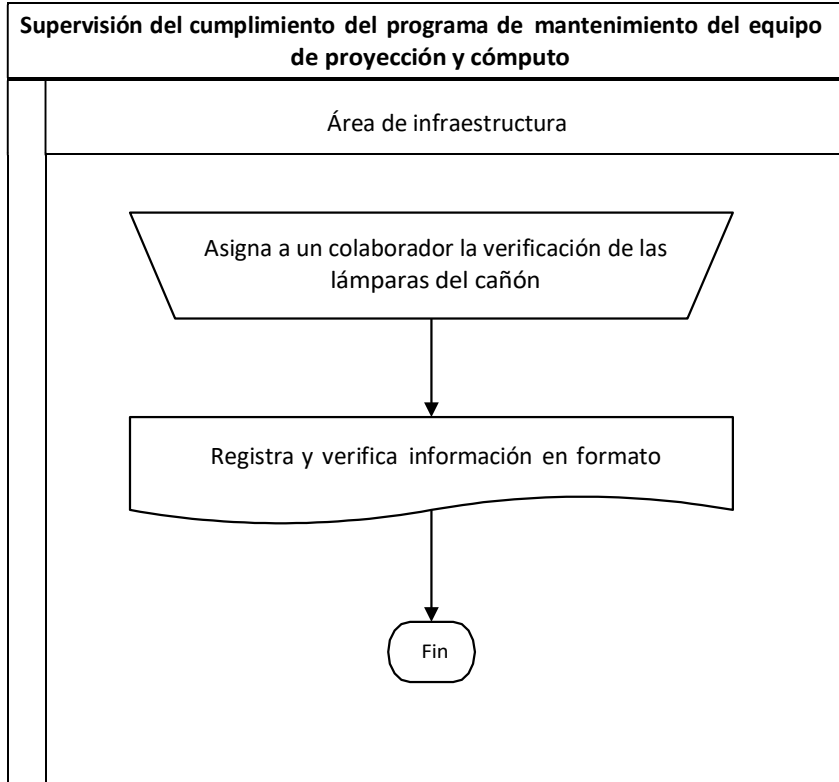 Supervisión del cumplimiento del programa de mantenimiento del equipo
de proyección y cómputo
Área de infraestructura
Asigna a un colaborador la verificación de las
lámparas del cañón
Registra y verifica información en formato
Fin